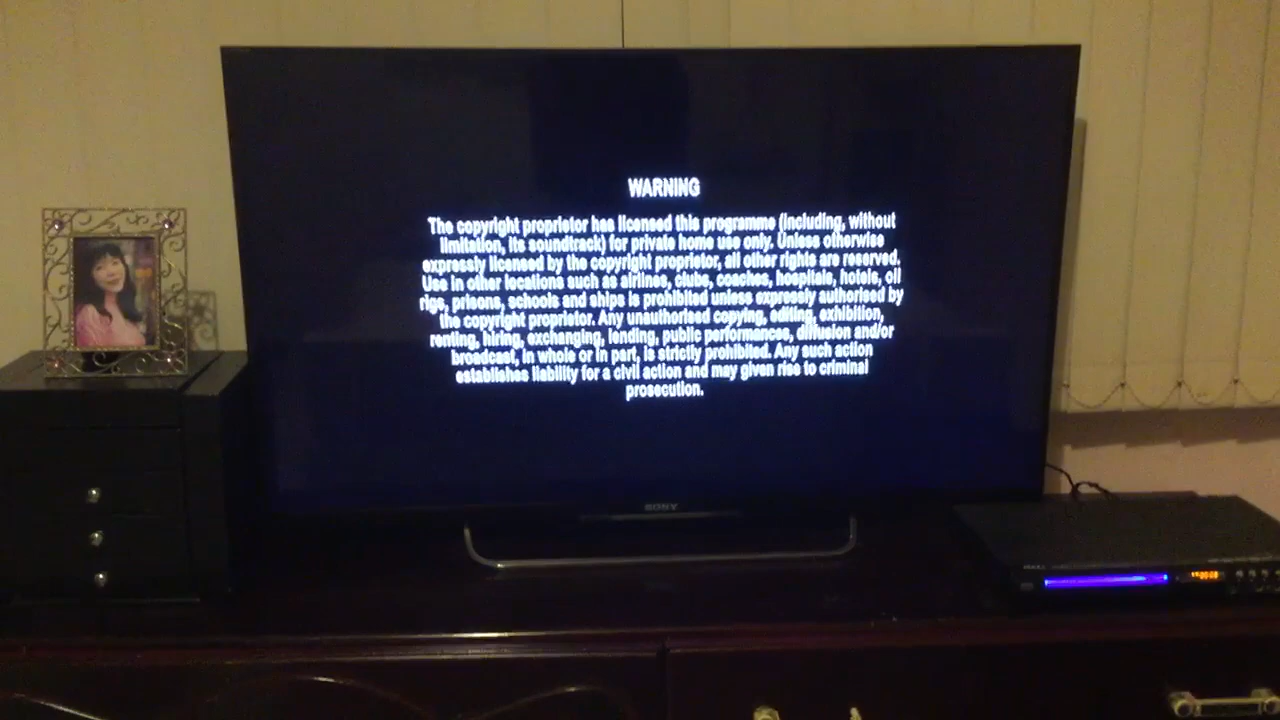 WARNING
The copyright proprietor has licensed this programme (including, without
limitation, its soundtrack) for private home use only. Unless otherwise
expressly licensed by the copyright proprietor, all other rights are reserved.
Use in other locations such as airlines, clubs, coaches, hospitals, hotels, oil
rigs, prisons, schools and ships is prohibited unless expressly authorised by
the copyright proprietor. Any unauthorised copying, editing, exhibition,
renting, hiring, exchanging, lending, public performances, diffusion and/or
broadcast, in whole or in part, is strictly prohibited. Any such action
establishes liability for a civil action and may given rise to criminal
prosecution.
SONY